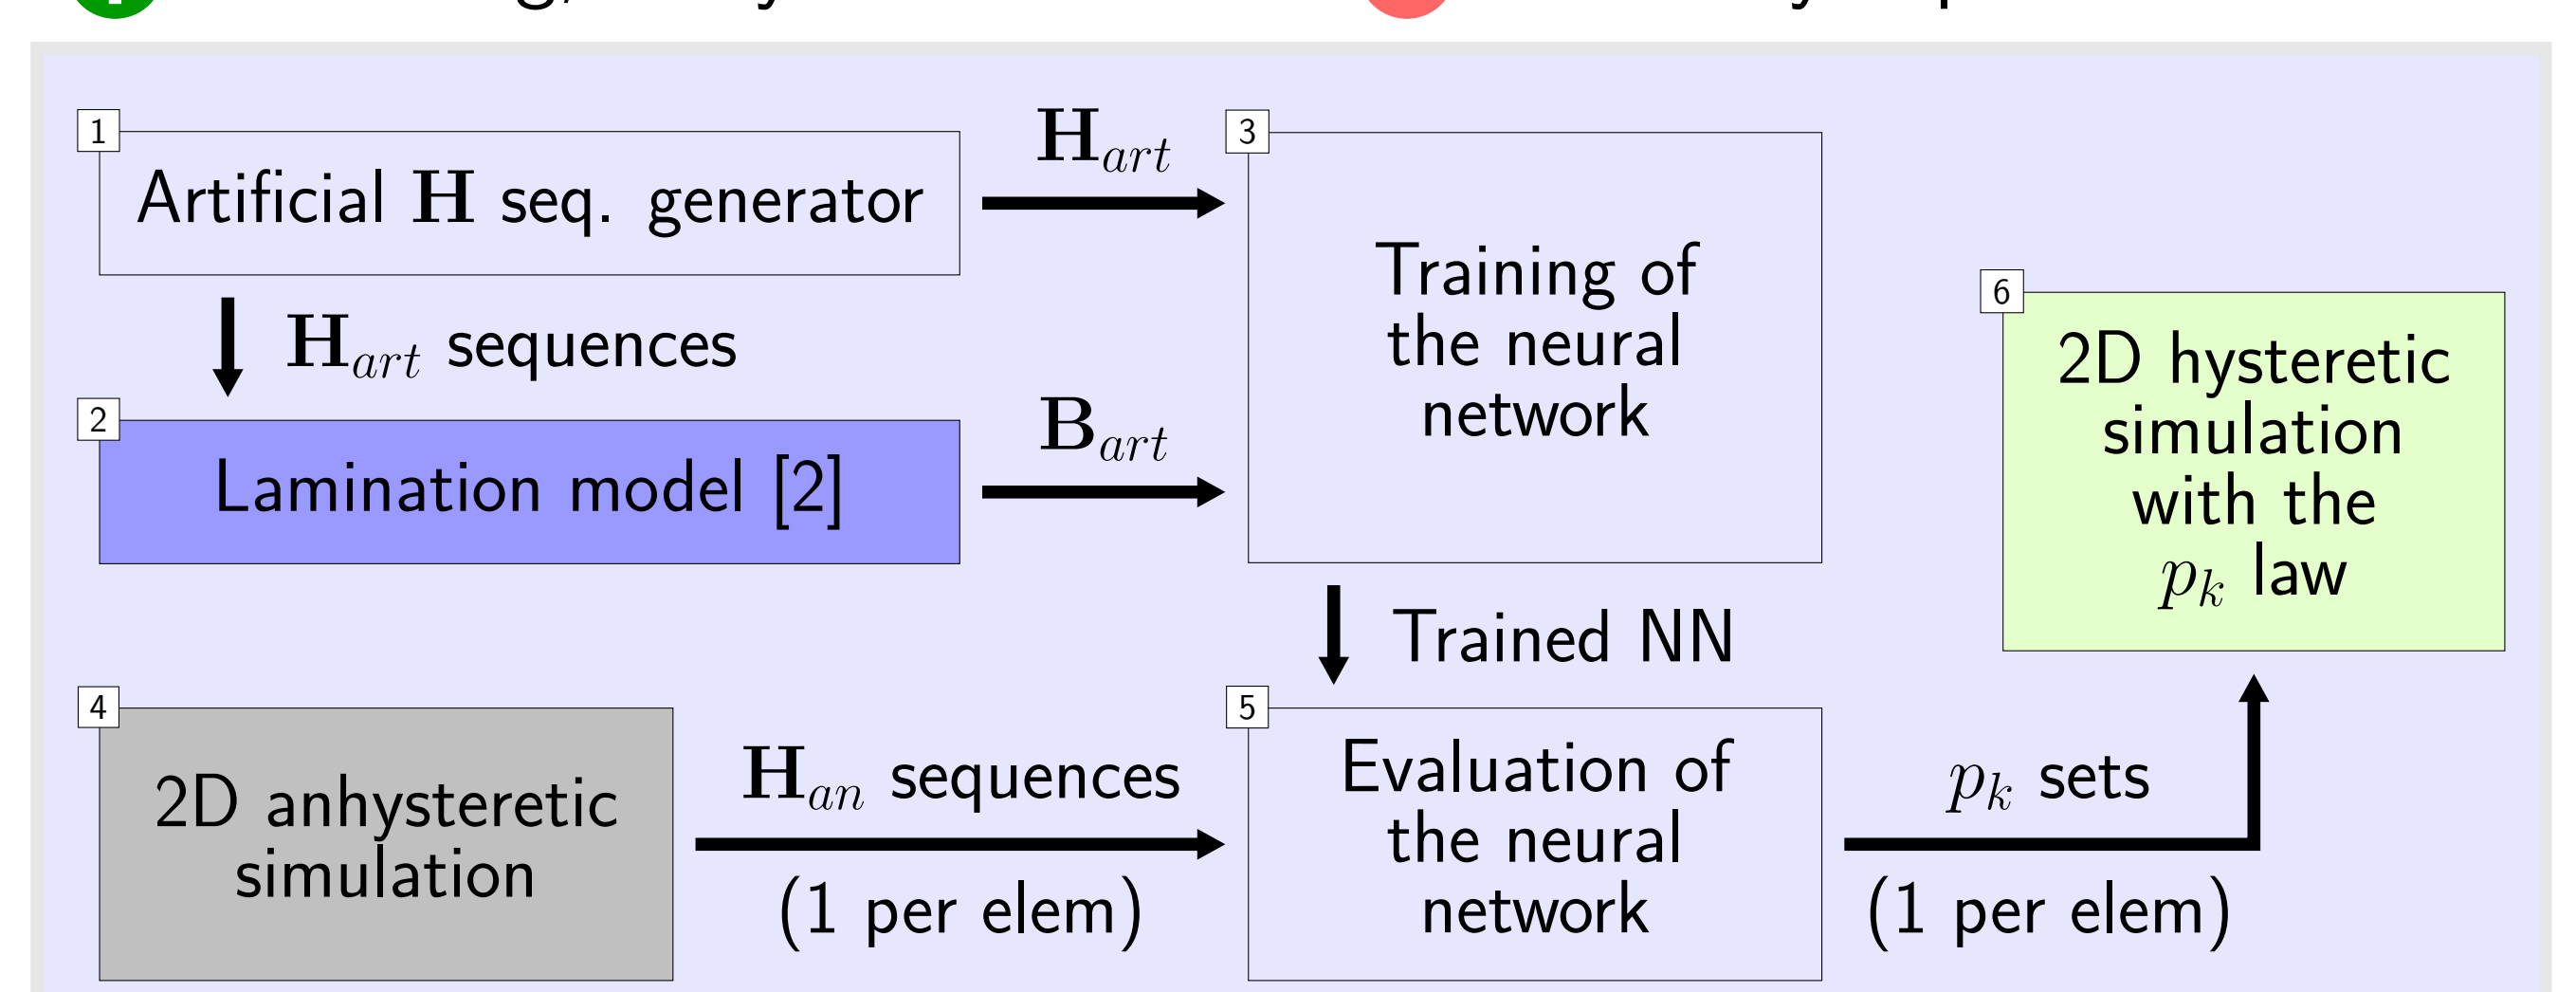 1
Artificial H seq. generator
H_art
3
Training of
the neural
network
H_art sequences
2
Lamination model [2]
B_art
Trained NN
4
2D anhysteretic
simulation
H_an sequences
(1 per elem)
5
Evaluation of
the neural
network
p_k sets
(1 per elem)
6
2D hysteretic
simulation
with the
p_k law